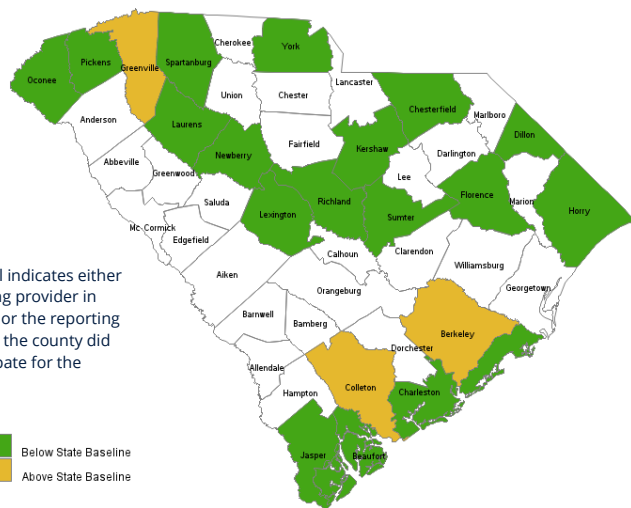 Cherokee
York
Spartanburg
Pickens
Greenville
Oconee
Lancaster
Union
Chester
Chesterfield
Marlboro
Anderson
Laurens
Dillon
Fairfield
Kershaw
Darlington
Newberry
Abbeville
Greenwood
Lee
Florence
Marion
Saluda
Richland
Horry
Lexington
Sumter
Mc Cormick
Edgefield
Calhoun
Clarendon
Williamsburg
Aiken
Georgetown
Orangeburg
Barnwell
Bamberg
Berkeley
Dorchester
Allendale
Colleton
Hampton
Charleston
Jasper
Beaufort
l indicates either
ng provider in
or the reporting
the county did
pate for the
Below State Baseline
Above State Baseline